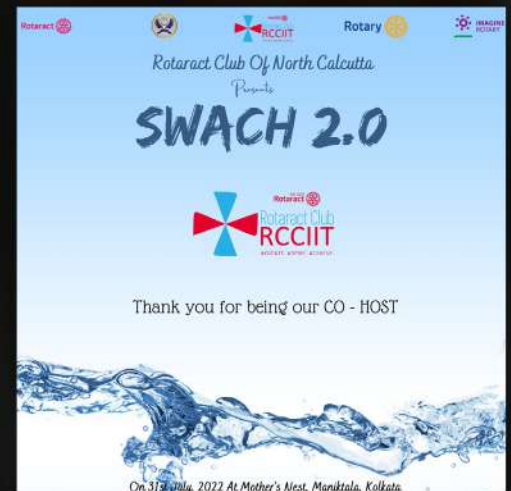 Rotaract
RCCIIT
Rotary
IMAGINE
ROTARY
Rotaract Club Of North Calcutta
Presents
SWACH 2.0
Rotaract
Rotaract Club
RCCIIT
Thank you for being our CO - HOST
On 31st July, 2022 At Mother's Nest, Maniktala, Kolkata